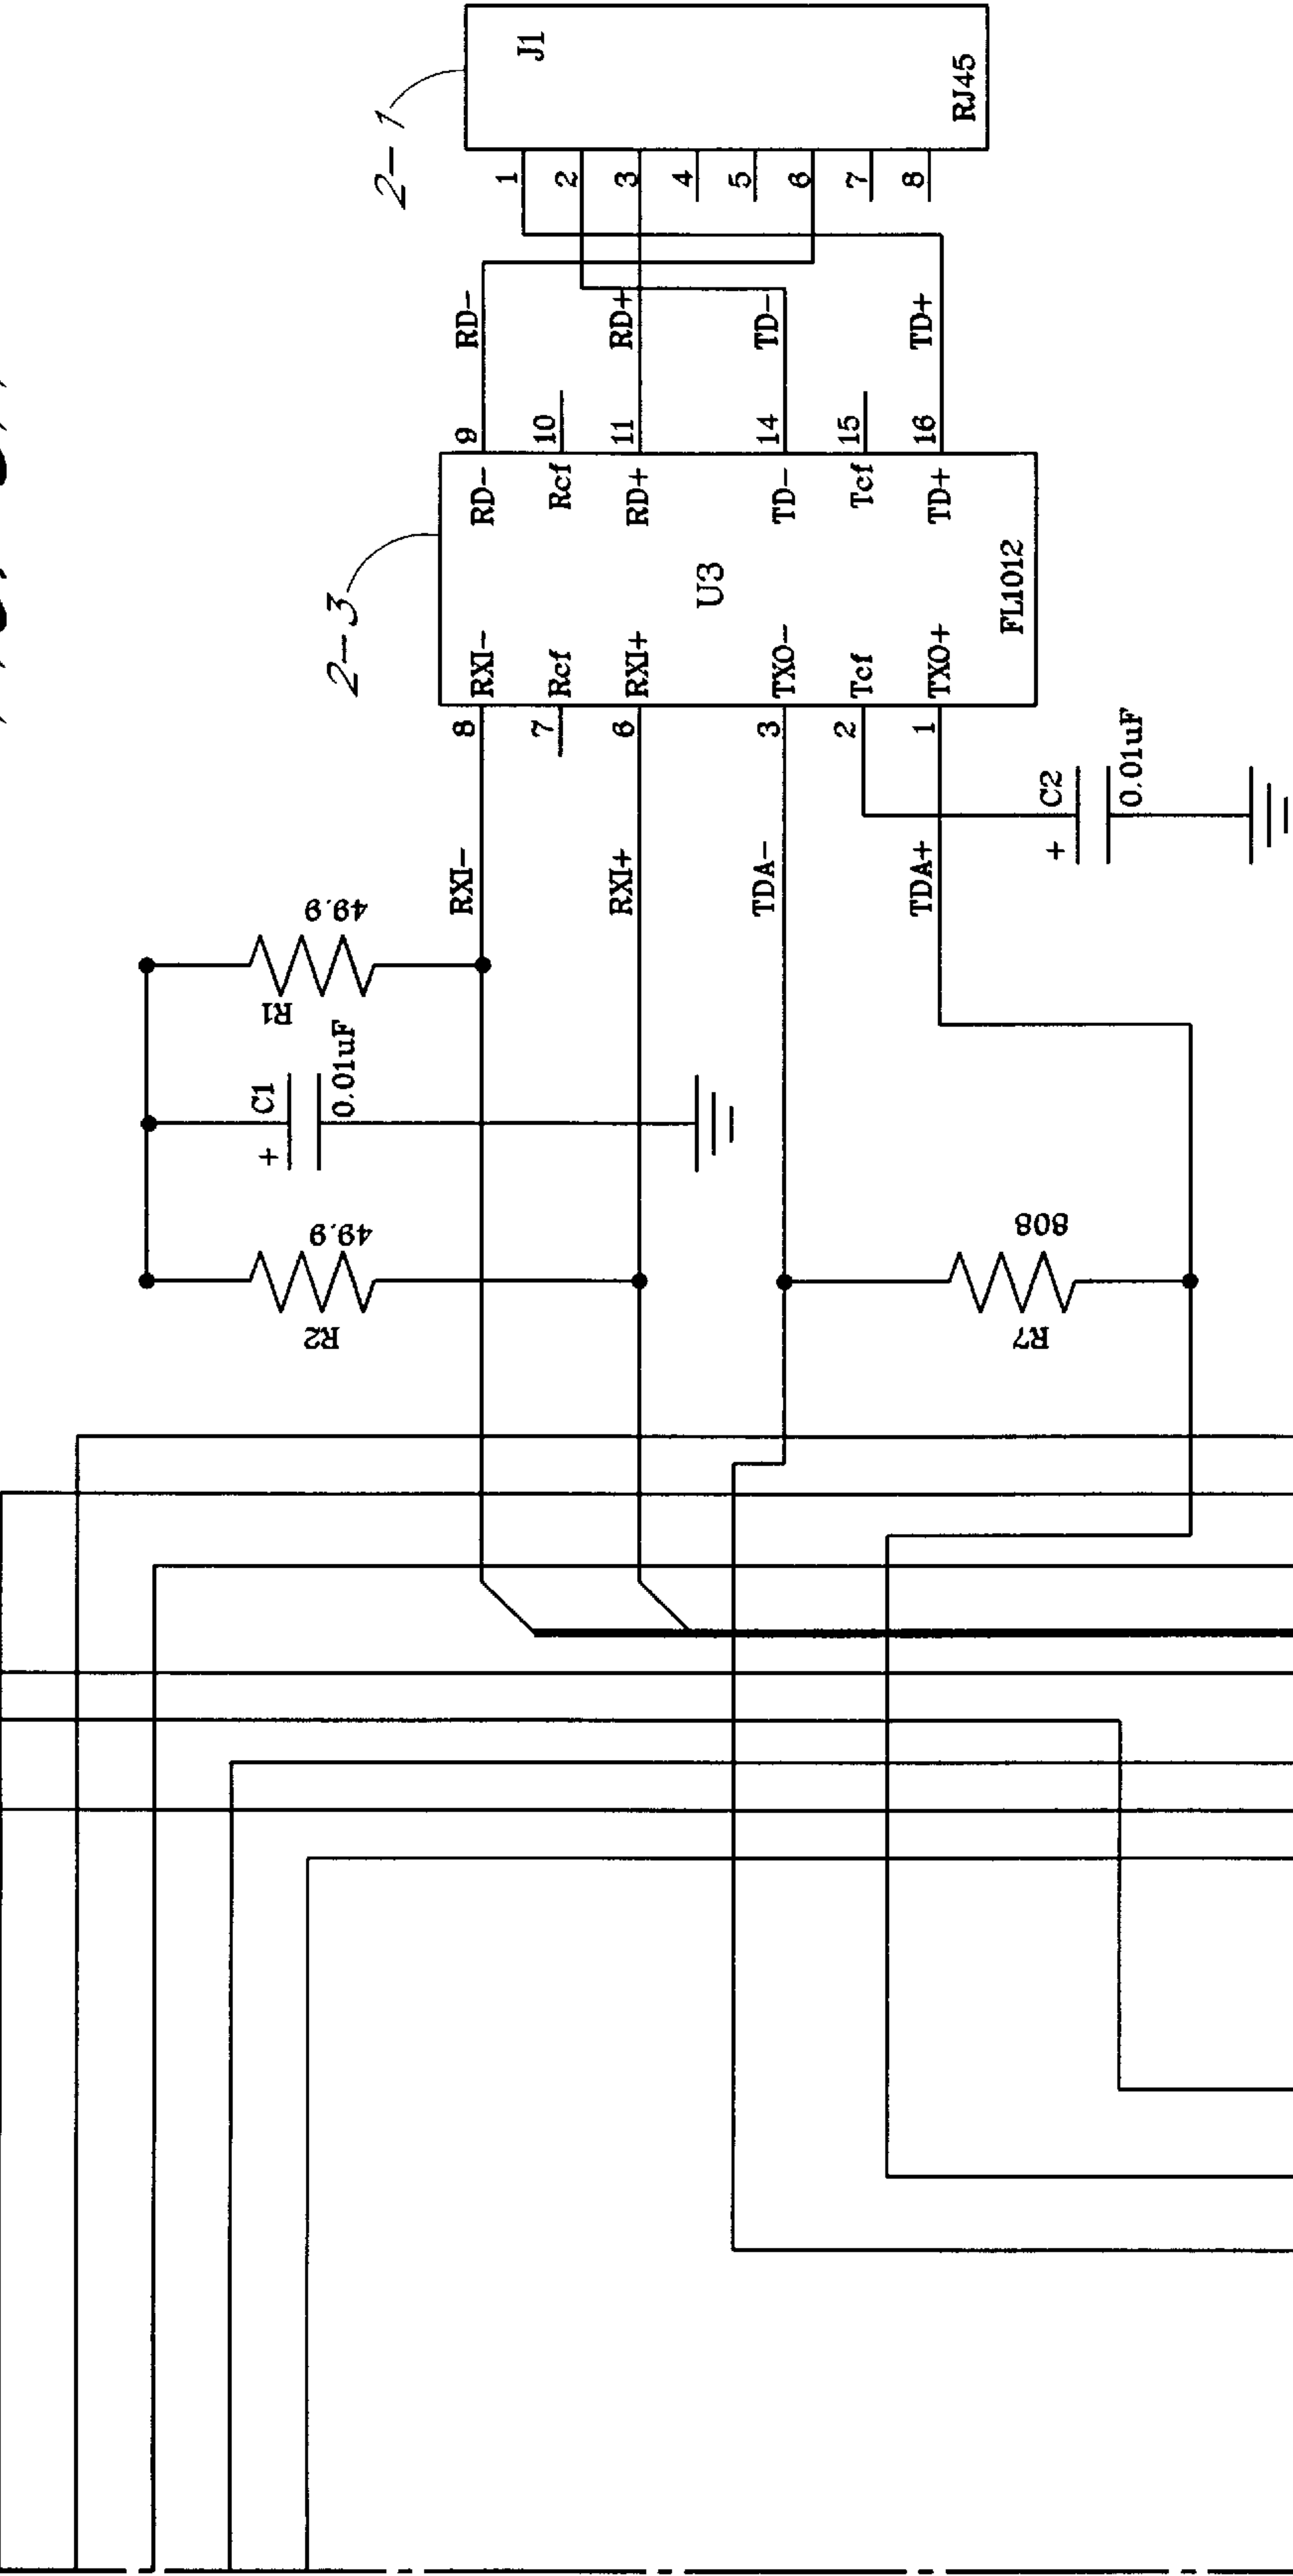 2-1
J1
RJ45
1
2
3
4
5
6
7
8
RD-
RD+
TD-
TD+
9
10
11
14
15
16
2-3
RD-
Rcf
RD+
TD-
Tcf
TD+
U3
FL1012
RXI-
Rcf
RXI+
TXO-
Tcf
TXO+
8
7
6
3
2
1
RXI-
RXI+
TDA-
TDA+
+ C2
0.01uF
49.9
R1
+ C1
0.01uF
49.9
R2
808
R7